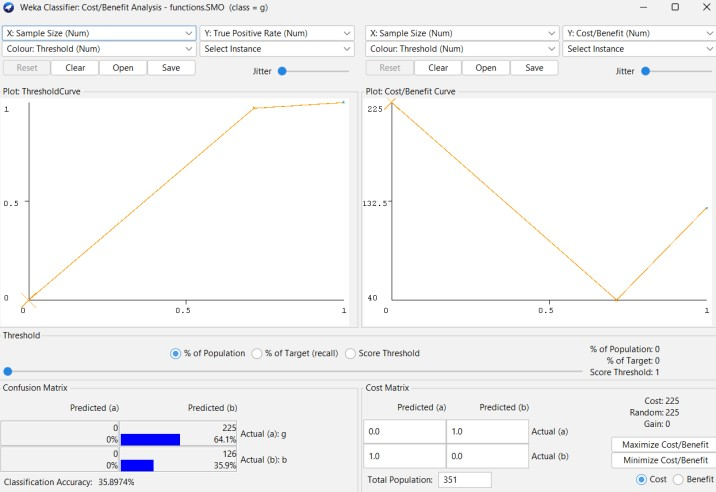 Weka Classifier: Cost/Benefit Analysis - functions.SMO (class = g)
X: Sample Size (Num) Y: True Positive Rate (Num) X: Sample Size (Num) Y: Cost/Benefit (Num)
Colour: Threshold (Num) Select Instance Colour: Threshold (Num) Select Instance
Reset Clear Open Save Jitter Reset Clear Open Save Jitter
Plot: ThresholdCurve Plot: Cost/Benefit Curve
1 225
0.5 132.5
0 40
0 0.5 1 0 0.5 1
Threshold
% of Population % of Target (recall) Score Threshold
% of Population: 0
% of Target: 0
Score Threshold: 1
Confusion Matrix
Predicted (a) Predicted (b)
0 225
0% 64.1% Actual (a): g
0 126
0% 35.9% Actual (b): b
Classification Accuracy: 35.8974%
Cost Matrix
Predicted (a) Predicted (b)
0.0 1.0 Actual (a)
1.0 0.0 Actual (b)
Total Population: 351
Cost: 225
Random: 225
Gain: 0
Maximize Cost/Benefit
Minimize Cost/Benefit
Cost Benefit